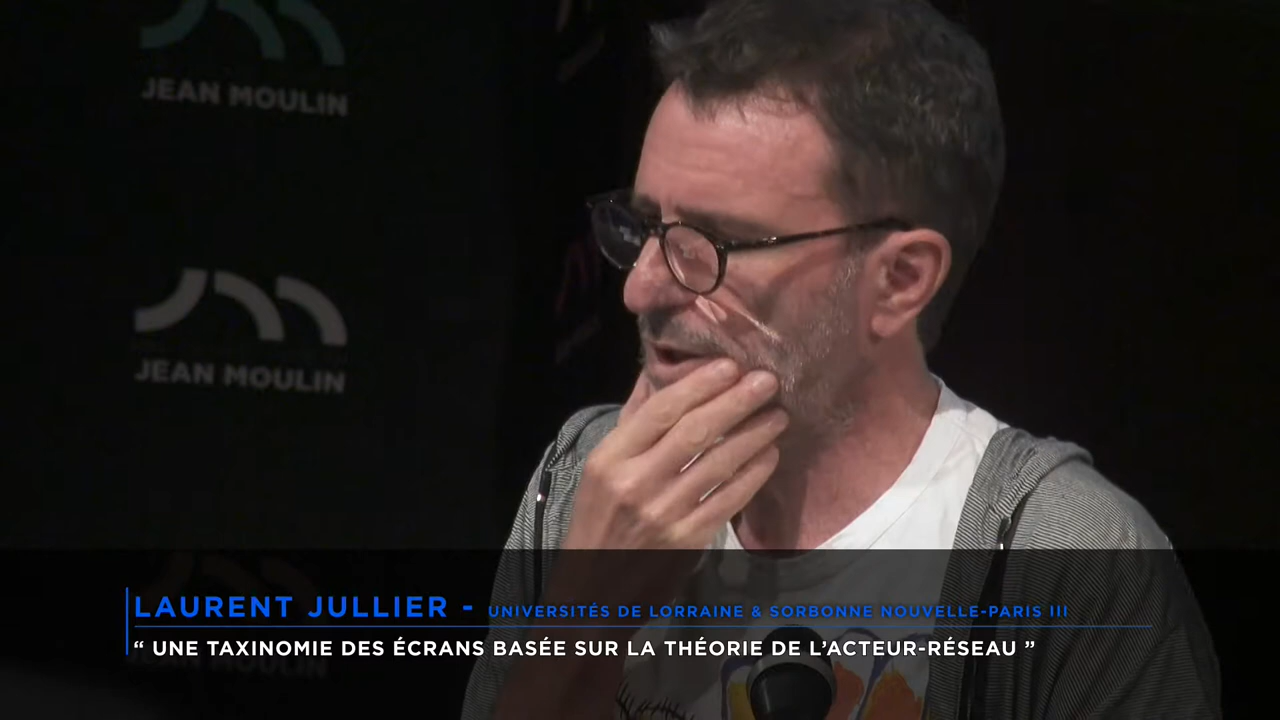 JEAN MOULIN
JEAN MOULIN
LAURENT JULLIER - UNIVERSITÉS DE LORRAINE & SORBONNE NOUVELLE-PARIS III
“ UNE TAXINOMIE DES ÉCRANS BASÉE SUR LA THÉORIE DE L’ACTEUR-RÉSEAU ”